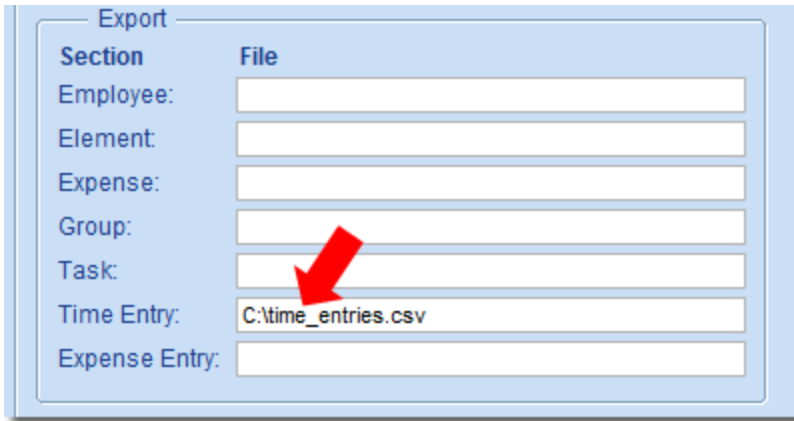 Export
Section File
Employee:
Element:
Expense:
Group:
Task:
Time Entry: C:\time_entries.csv
Expense Entry: